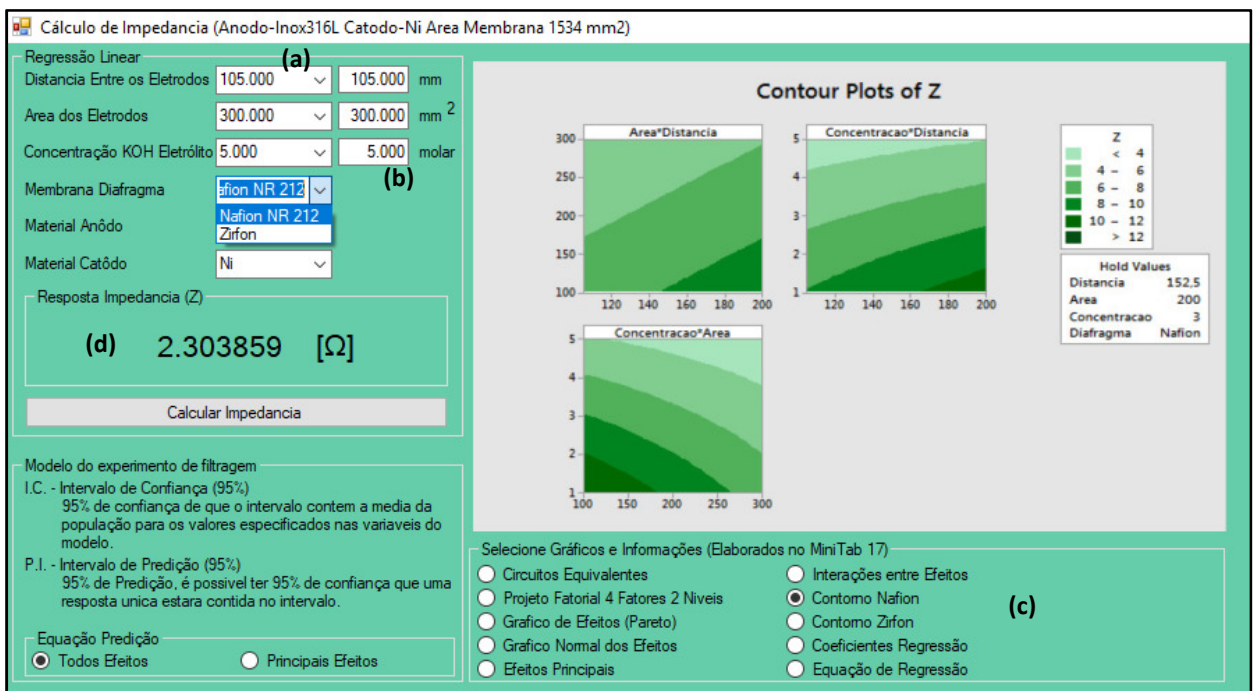 Cálculo de Impedancia (Anodo-Inox316L Catodo-Ni Area Membrana 1534 mm2)
Regressão Linear
(a)
Distancia Entre os Eletrodos 105.000 105.000 mm
Area dos Eletrodos 300.000 300.000 mm 2
Concentração KOH Eletrólito 5.000 5.000 molar
(b)
Membrana Diafragma afion NR 212
Nafion NR 212
Material Anôdo
Zirfon
Material Catôdo Ni
Resposta Impedancia (Z)
(d) 2.303859 [Ω]
Calcular Impedancia
Modelo do experimento de filtragem
I.C. - Intervalo de Confiança (95%)
95% de confiança de que o intervalo contem a media da
população para os valores especificados nas variaveis do
modelo.
P.I. - Intervalo de Predição (95%)
95% de Predição, é possivel ter 95% de confiança que uma
resposta unica estara contida no intervalo.
Equação Predição
Todos Efeitos Principais Efeitos
Contour Plots of Z
Area*Distancia
300
250
200
150
100
120 140 160 180 200
Concentracao*Distancia
5
4
3
2
1
120 140 160 180 200
Concentracao*Area
5
4
3
2
1
100 150 200 250 300
Z
< 4
4 – 6
6 – 8
8 – 10
10 – 12
> 12
Hold Values
Distancia 152,5
Area 200
Concentracao 3
Diafragma Nafion
Selecione Gráficos e Informações (Elaborados no MiniTab 17)
Circuitos Equivalentes Interações entre Efeitos
Projeto Fatorial 4 Fatores 2 Niveis Contorno Nafion
(c)
Grafico de Efeitos (Pareto) Contorno Zirfon
Grafico Normal dos Efeitos Coeficientes Regressão
Efeitos Principais Equação de Regressão